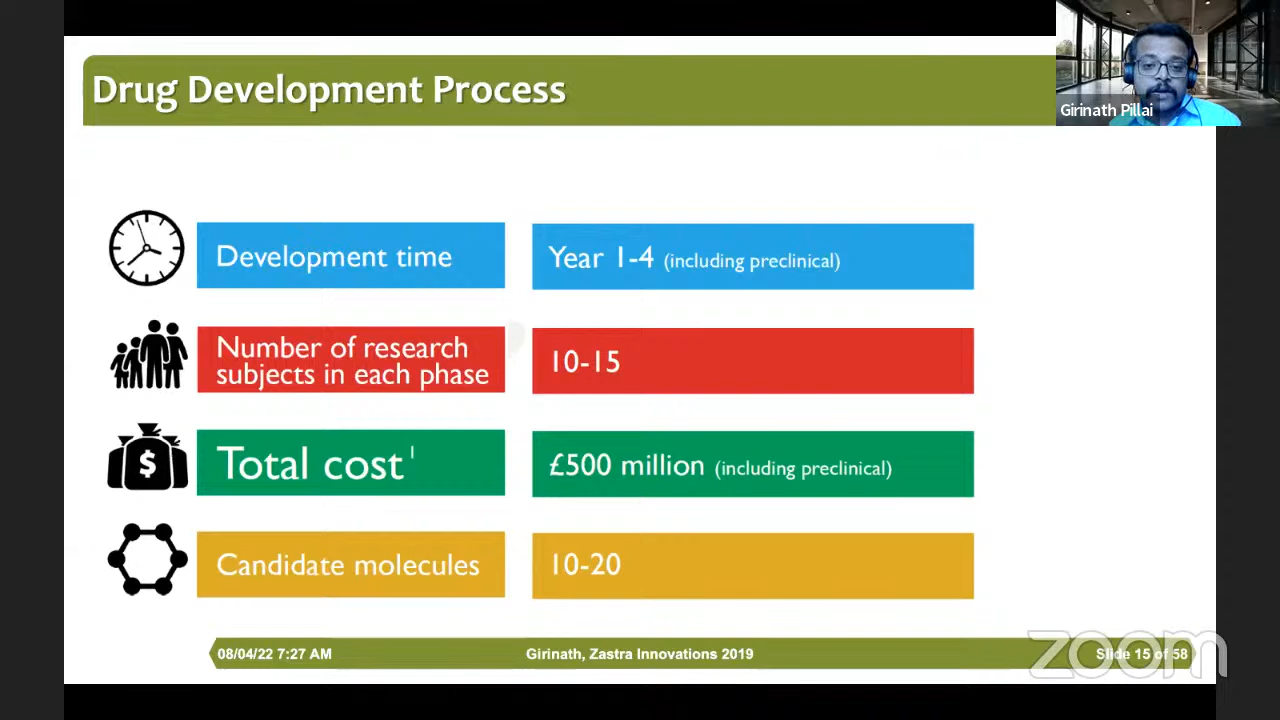 Drug Development Process
Girinath Pillai
Development time
Year 1-4 (including preclinical)
Number of research
subjects in each phase
10-15
$
Total cost¹
£500 million (including preclinical)
Candidate molecules
10-20
08/04/22 7:27 AM
Girinath, Zastra Innovations 2019
Slide 15 of 58
zoom